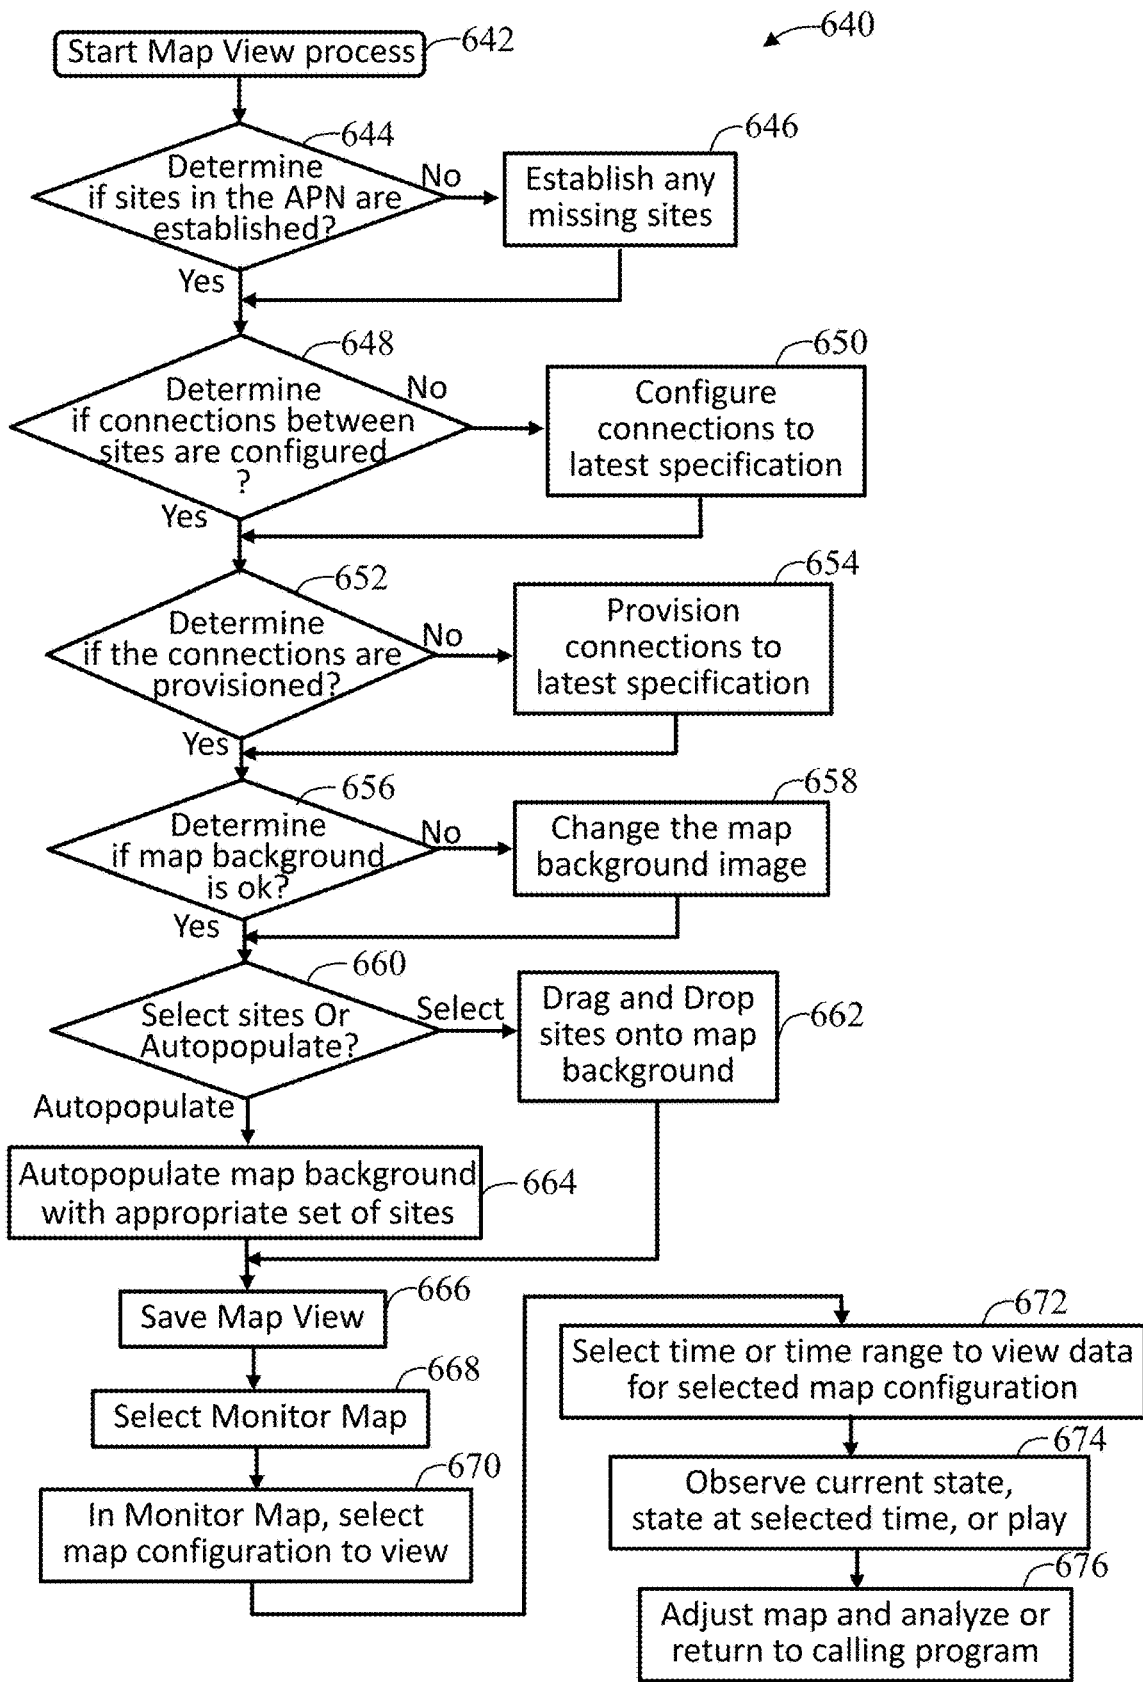 640
Start Map View process
642
644
Determine
if sites in the APN are
established?
No
646
Establish any
missing sites
Yes
648
Determine
if connections between
sites are configured
?
No
650
Configure
connections to
latest specification
Yes
652
Determine
if the connections are
provisioned?
No
654
Provision
connections to
latest specification
Yes
656
Determine
if map background
is ok?
No
658
Change the map
background image
Yes
660
Select sites Or
Autopopulate?
Select
Drag and Drop
sites onto map
background
662
Autopopulate
Autopopulate map background
with appropriate set of sites
664
666
Save Map View
668
Select Monitor Map
670
In Monitor Map, select
map configuration to view
672
Select time or time range to view data
for selected map configuration
674
Observe current state,
state at selected time, or play
676
Adjust map and analyze or
return to calling program